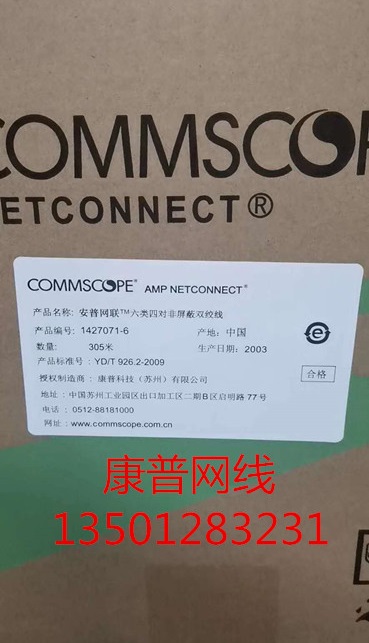 COMMSCOPE
NETCONNECT®
COMMSCOPE® AMP NETCONNECT®
产品名称: 安普网联™六类四对非屏蔽双绞线
产品编号: 1427071-6 产地: 中国
数量: 305米 生产日期: 2003
产品标准号: YD/T 926.2-2009
授权制造商: 康普科技（苏州）有限公司
地址: 中国苏州工业园区出口加工区二期B区启明路77号
电话: 0512-88181000
网址: www.commscope.com.cn
e
合格
康普网线
13501283231